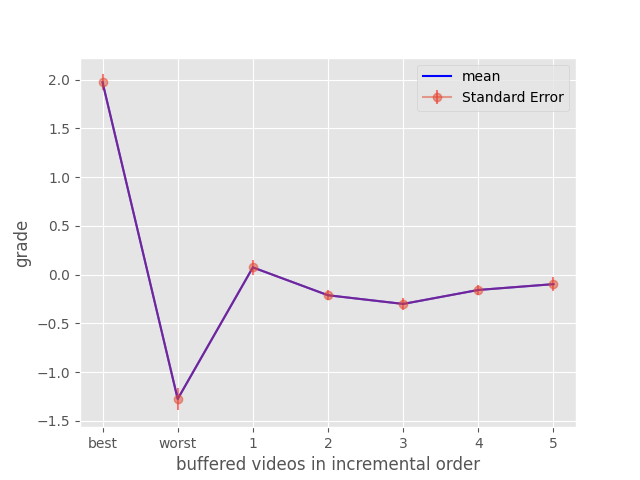 mean
Standard Error
2.0
1.5
1.0
0.5
0.0
−0.5
−1.0
−1.5
grade
best worst 1 2 3 4 5
buffered videos in incremental order